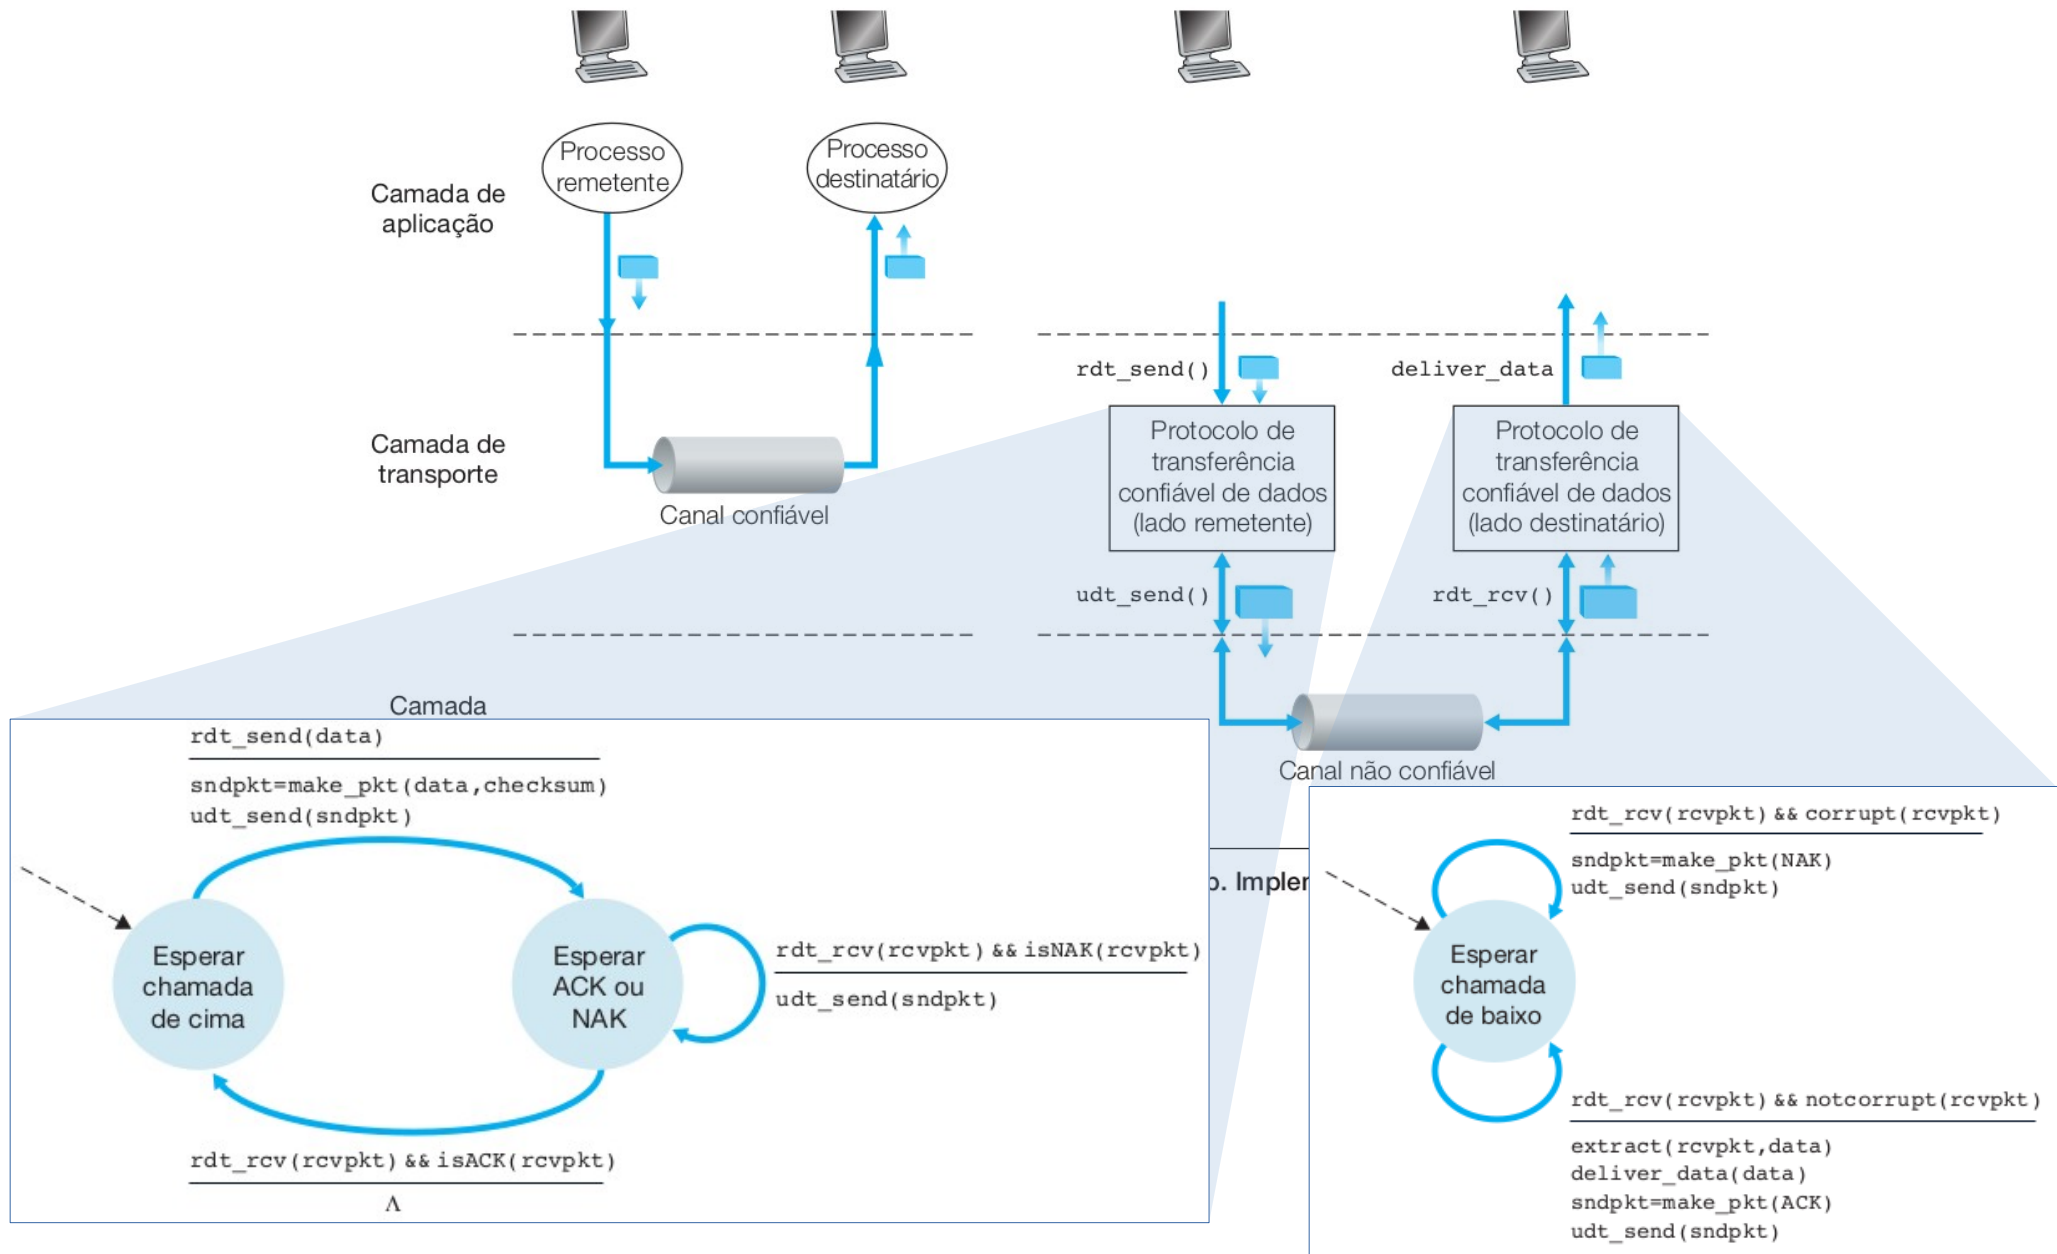 Processo
remetente
Processo
destinatário
Camada de
aplicação
rdt_send()
deliver_data
Camada de
transporte
Canal confiável
Protocolo de
transferência
confiável de dados
(lado remetente)
Protocolo de
transferência
confiável de dados
(lado destinatário)
udt_send()
rdt_rcv()
Canal não confiável
Camada
rdt_send(data)
sndpkt=make_pkt(data,checksum)
udt_send(sndpkt)
Esperar
chamada
de cima
Esperar
ACK ou
NAK
rdt_rcv(rcvpkt) && isNAK(rcvpkt)
udt_send(sndpkt)
rdt_rcv(rcvpkt) && isACK(rcvpkt)
Λ
rdt_rcv(rcvpkt) && corrupt(rcvpkt)
sndpkt=make_pkt(NAK)
udt_send(sndpkt)
Esperar
chamada
de baixo
rdt_rcv(rcvpkt) && notcorrupt(rcvpkt)
extract(rcvpkt,data)
deliver_data(data)
sndpkt=make_pkt(ACK)
udt_send(sndpkt)